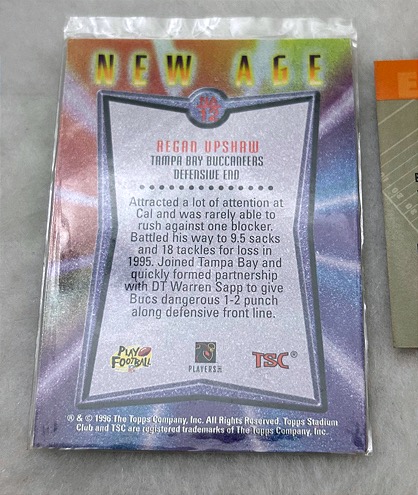 NEW AGE
REGAN UPSHAW
TAMPA BAY BUCCANEERS
DEFENSIVE END
Attracted a lot of attention at
Cal and was rarely able to
rush against one blocker.
Battled his way to 9.5 sacks
and 18 tackles for loss in
1995. Joined Tampa Bay and
quickly formed partnership
with DT Warren Sapp to give
Bucs dangerous 1-2 punch
along defensive front line.
PLAY FOOTBALL
PLAYERS INC
TSC®
® & © 1996 The Topps Company, Inc. All Rights Reserved. Topps Stadium
Club and TSC are registered trademarks of The Topps Company, Inc.
E